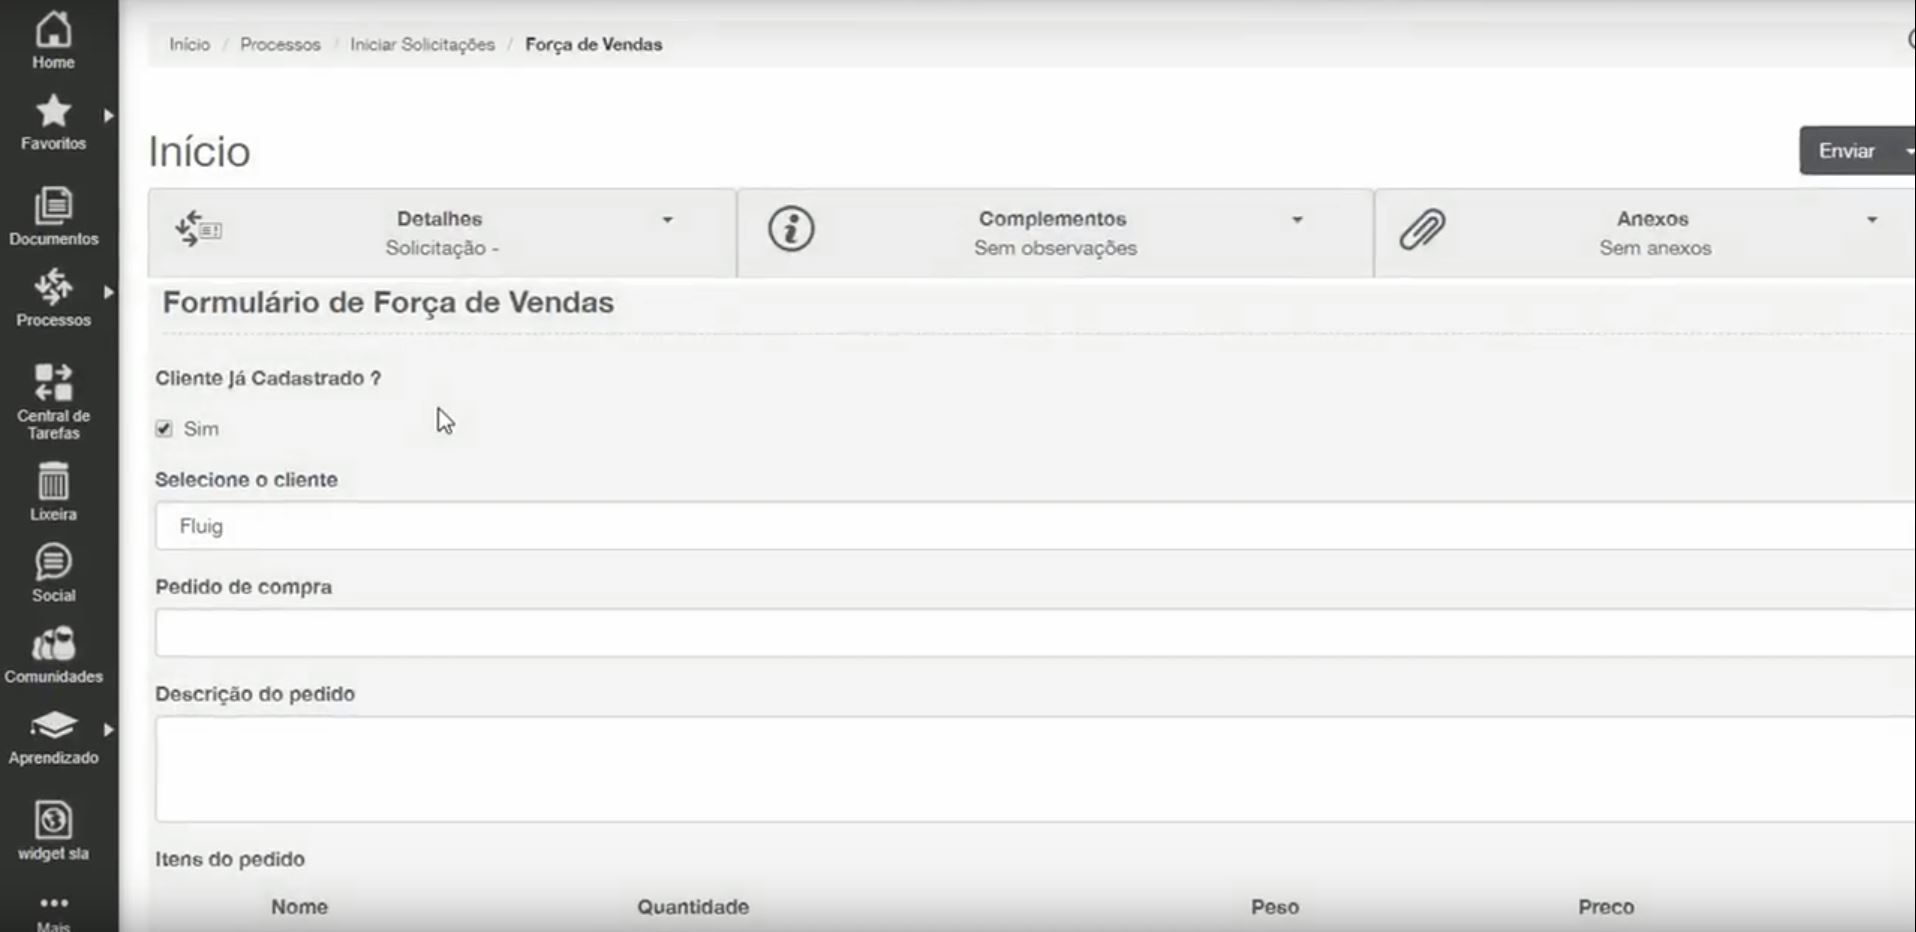 Home
Favoritos
Documentos
Processos
Central de
Tarefas
Lixeira
Social
Comunidades
Aprendizado
widget sla
Mais
Início / Processos / Iniciar Solicitações / Força de Vendas
Início
Enviar
Detalhes
Solicitação -
Complementos
Sem observações
Anexos
Sem anexos
Formulário de Força de Vendas
Cliente Já Cadastrado ?
Sim
Selecione o cliente
Fluig
Pedido de compra
Descrição do pedido
Itens do pedido
Nome Quantidade Peso Preco